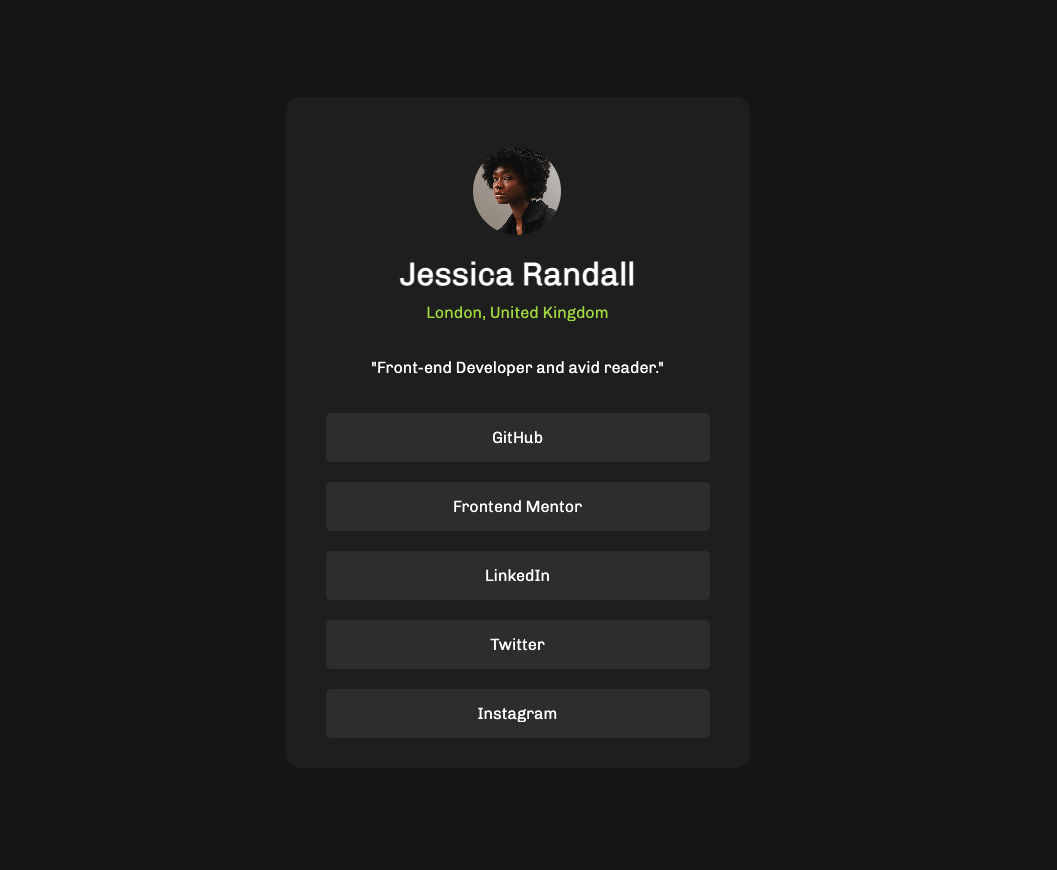 Jessica Randall
London, United Kingdom
"Front-end Developer and avid reader."
GitHub
Frontend Mentor
LinkedIn
Twitter
Instagram